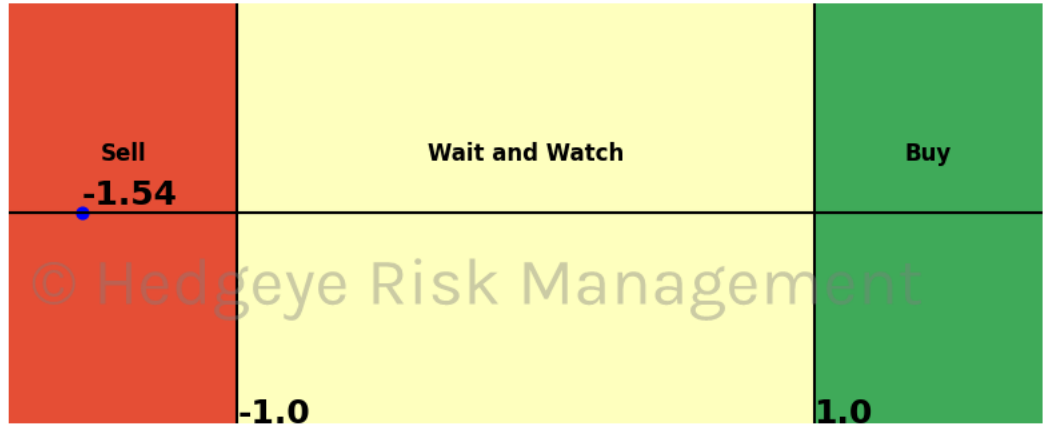 Sell
Wait and Watch
Buy
-1.54
© Hedgeye Risk Management
-1.0
1.0